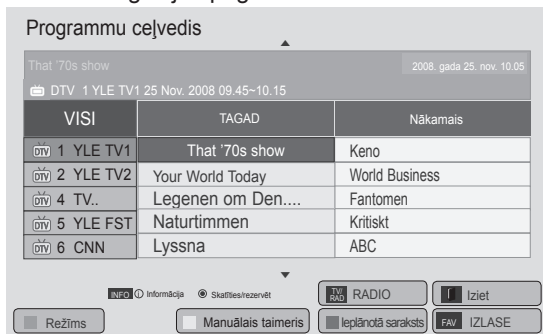 Programmu ceļvedis
That '70s show 2008. gada 25. nov. 10.05
DTV 1 YLE TV1 25 Nov. 2008 09.45~10.15
VISI TAGAD Nākamais
DTV 1 YLE TV1 That '70s show Keno
DTV 2 YLE TV2 Your World Today World Business
DTV 4 TV.. Legenen om Den.... Fantomen
DTV 5 YLE FST Naturtimmen Kritiskt
DTV 6 CNN Lyssna ABC
INFO i Informācija Skatīties/rezervēt TV/RAD RADIO Iziet
Režīms Manuālais taimeris Ieplānotā saraksts FAV IZLASE